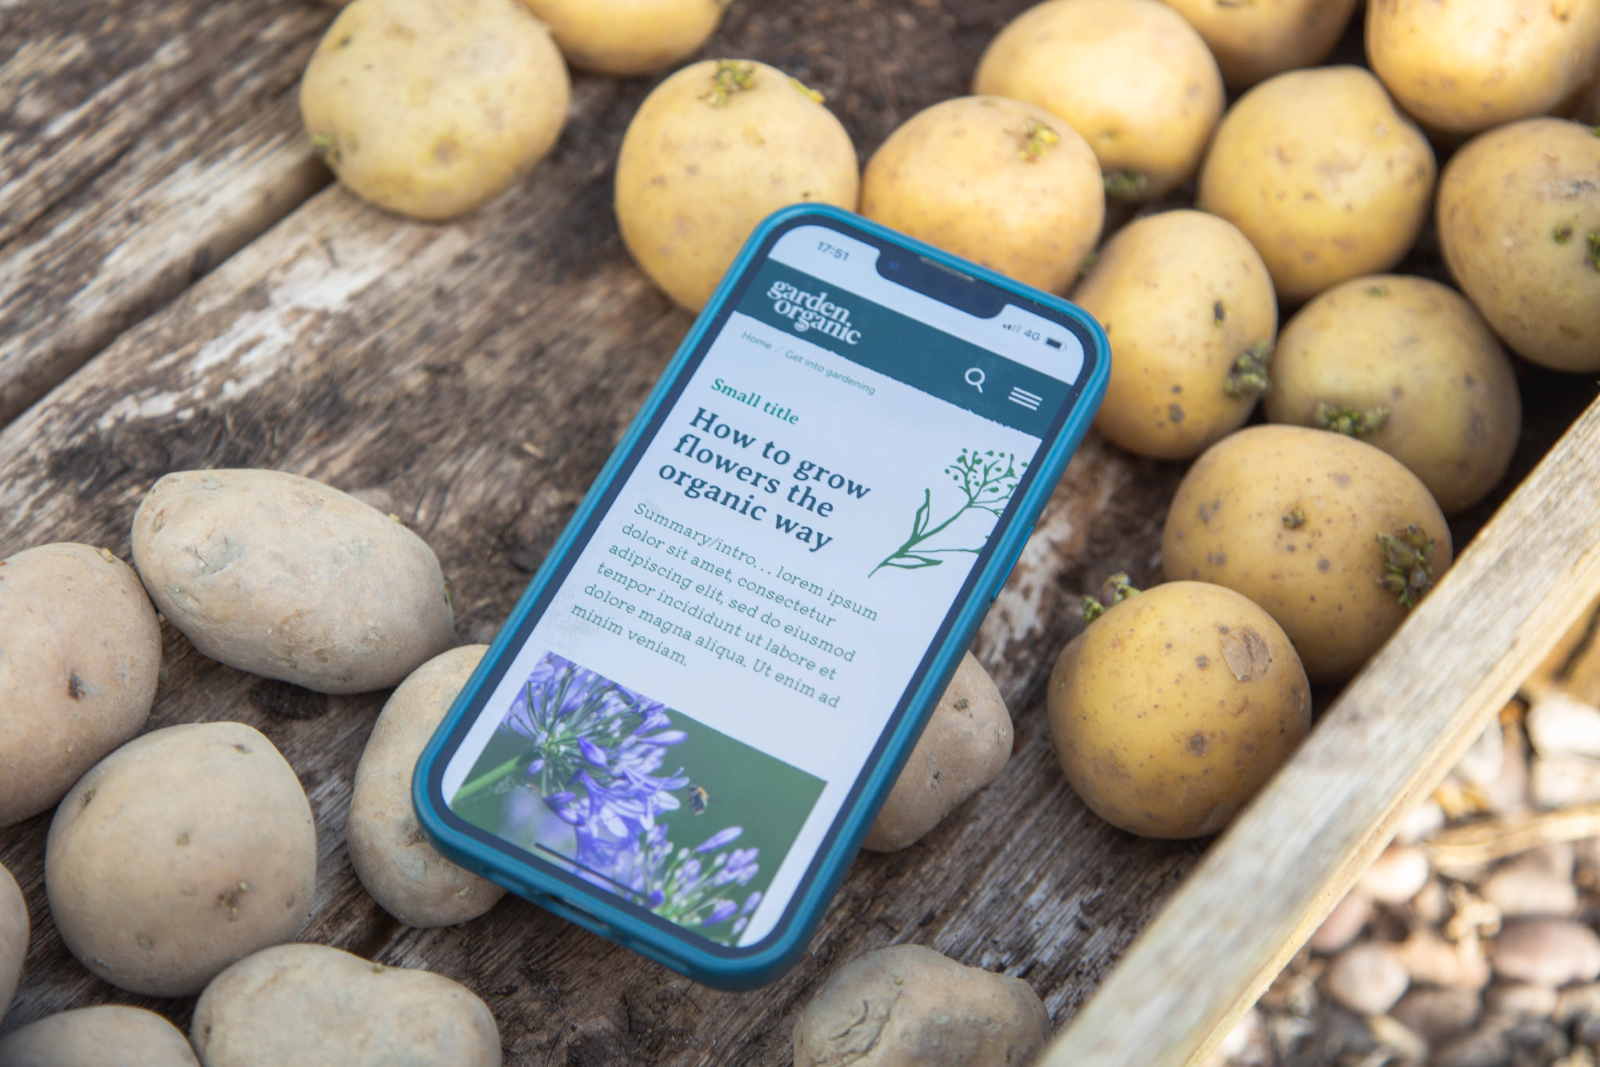 17:51
4G
garden
organic
Home / Get into gardening
Small title
How to grow
flowers the
organic way
Summary/intro... lorem ipsum
dolor sit amet, consectetur
adipiscing elit, sed do eiusmod
tempor incididunt ut labore et
dolore magna aliqua. Ut enim ad
minim veniam.